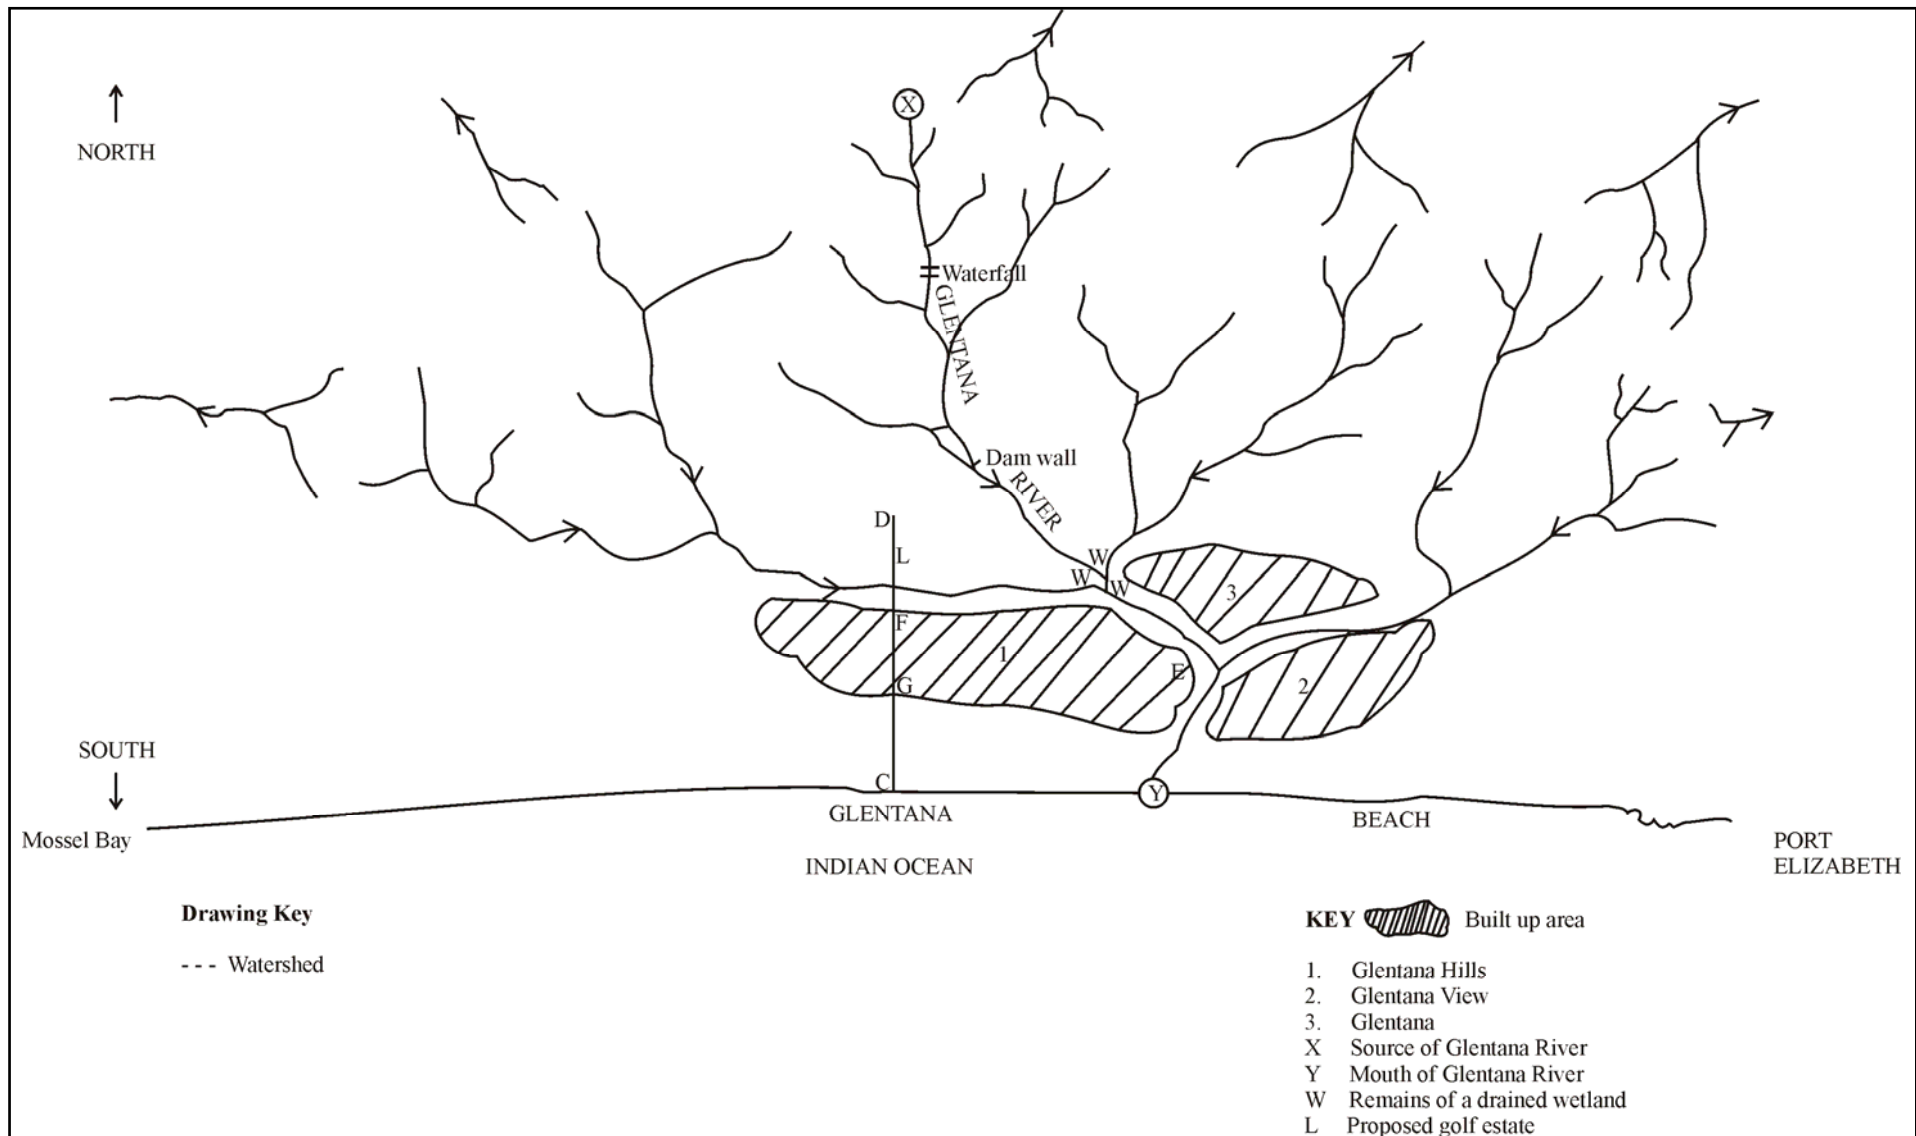 X
NORTH
Waterfall
GLENTANA
Dam wall
RIVER
D
L
W
W
W
3
F
1
E
G
2
SOUTH
C
Y
GLENTANA
BEACH
Mossel Bay
PORT
ELIZABETH
INDIAN OCEAN
Drawing Key
--- Watershed
KEY Built up area
1. Glentana Hills
2. Glentana View
3. Glentana
X Source of Glentana River
Y Mouth of Glentana River
W Remains of a drained wetland
L Proposed golf estate